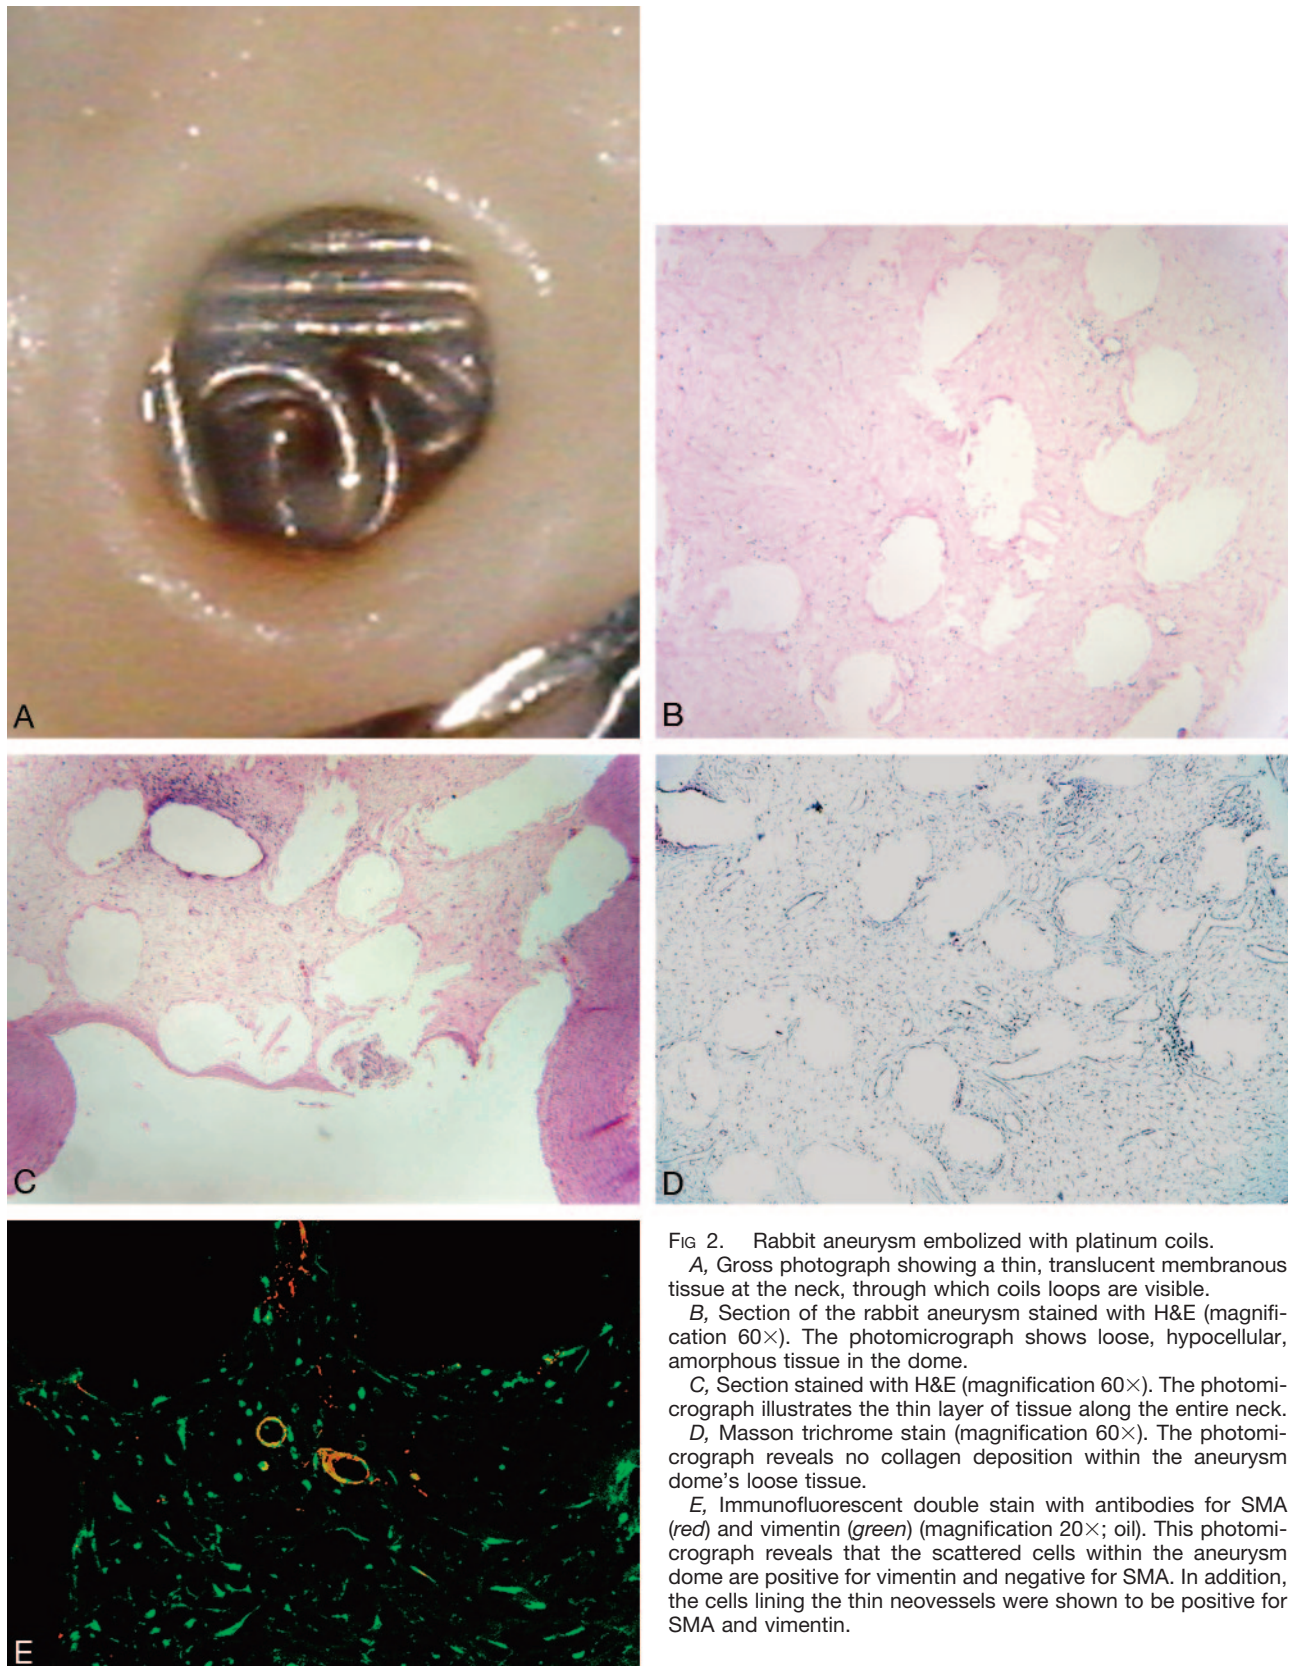 A
B
C
D
E
FIG 2. Rabbit aneurysm embolized with platinum coils.
A, Gross photograph showing a thin, translucent membranous
tissue at the neck, through which coils loops are visible.
B, Section of the rabbit aneurysm stained with H&E (magnifi-
cation 60×). The photomicrograph shows loose, hypocellular,
amorphous tissue in the dome.
C, Section stained with H&E (magnification 60×). The photomi-
crograph illustrates the thin layer of tissue along the entire neck.
D, Masson trichrome stain (magnification 60×). The photomi-
crograph reveals no collagen deposition within the aneurysm
dome's loose tissue.
E, Immunofluorescent double stain with antibodies for SMA
(red) and vimentin (green) (magnification 20×; oil). This photomi-
crograph reveals that the scattered cells within the aneurysm
dome are positive for vimentin and negative for SMA. In addition,
the cells lining the thin neovessels were shown to be positive for
SMA and vimentin.